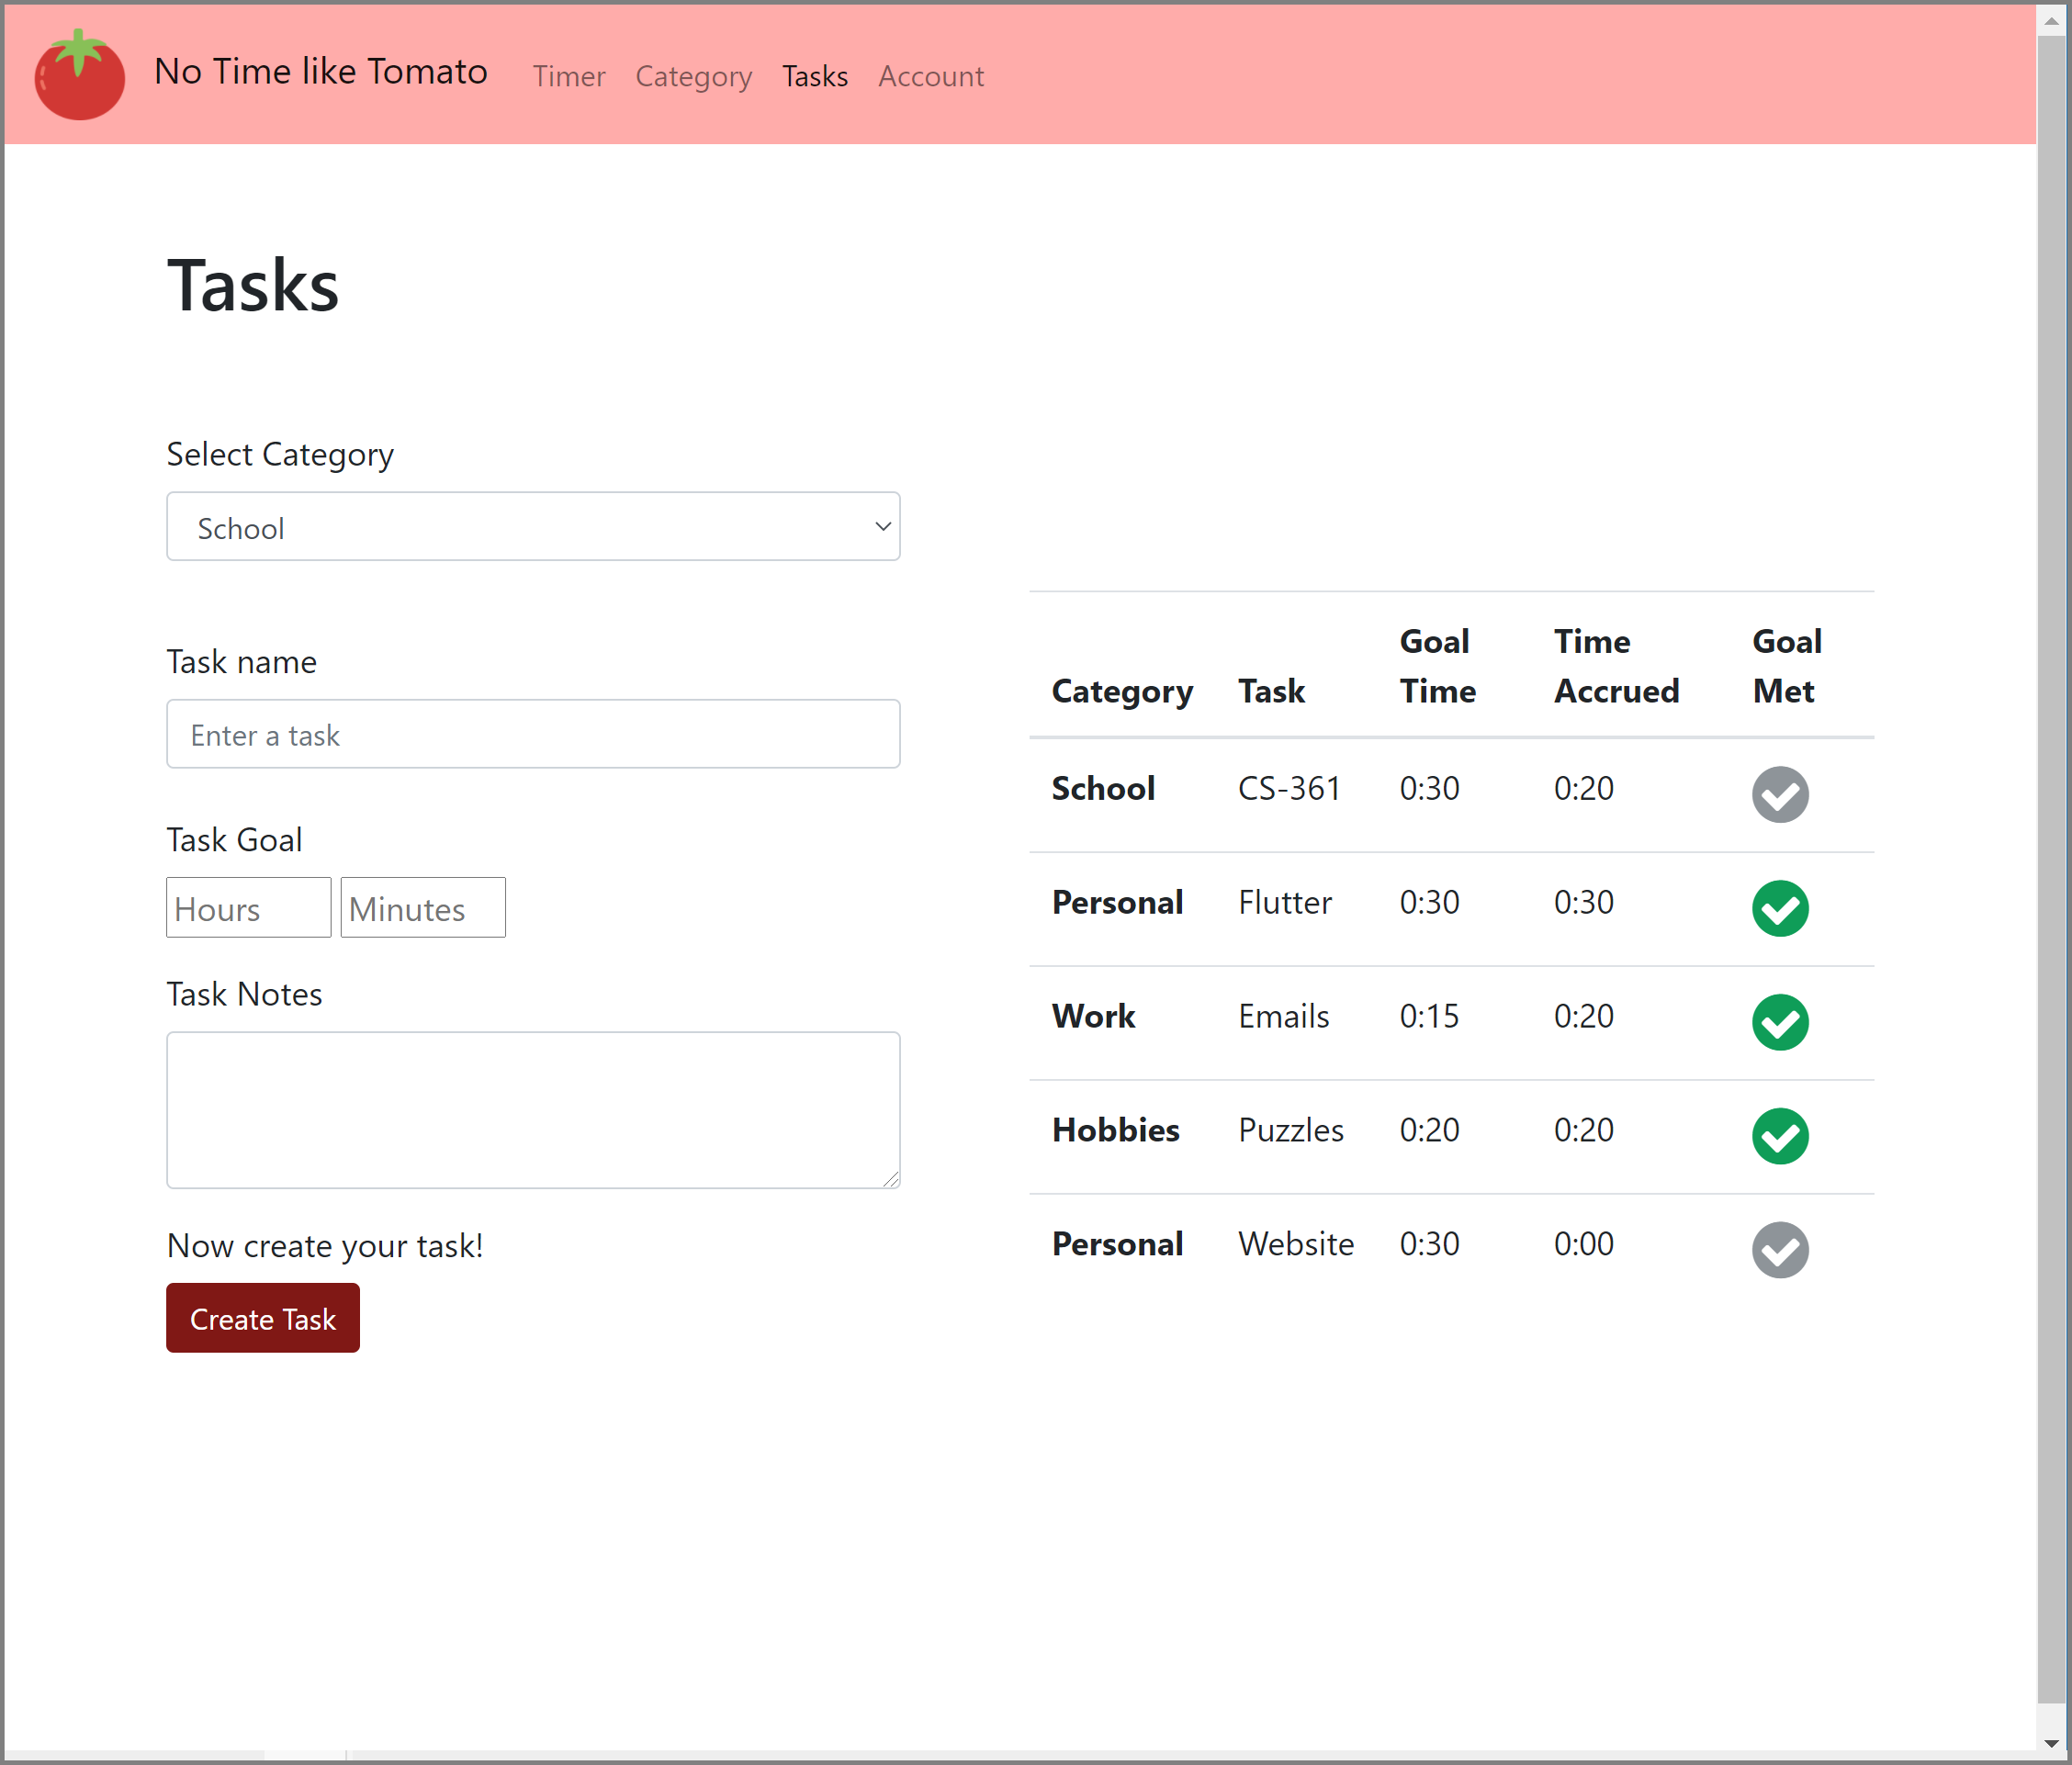 No Time like Tomato Timer Category Tasks Account
Tasks
Select Category
School
Task name
Enter a task
Task Goal
Hours Minutes
Task Notes
Now create your task!
Create Task
Category Task Goal Time Time Accrued Goal Met
School CS-361 0:30 0:20
Personal Flutter 0:30 0:30
Work Emails 0:15 0:20
Hobbies Puzzles 0:20 0:20
Personal Website 0:30 0:00